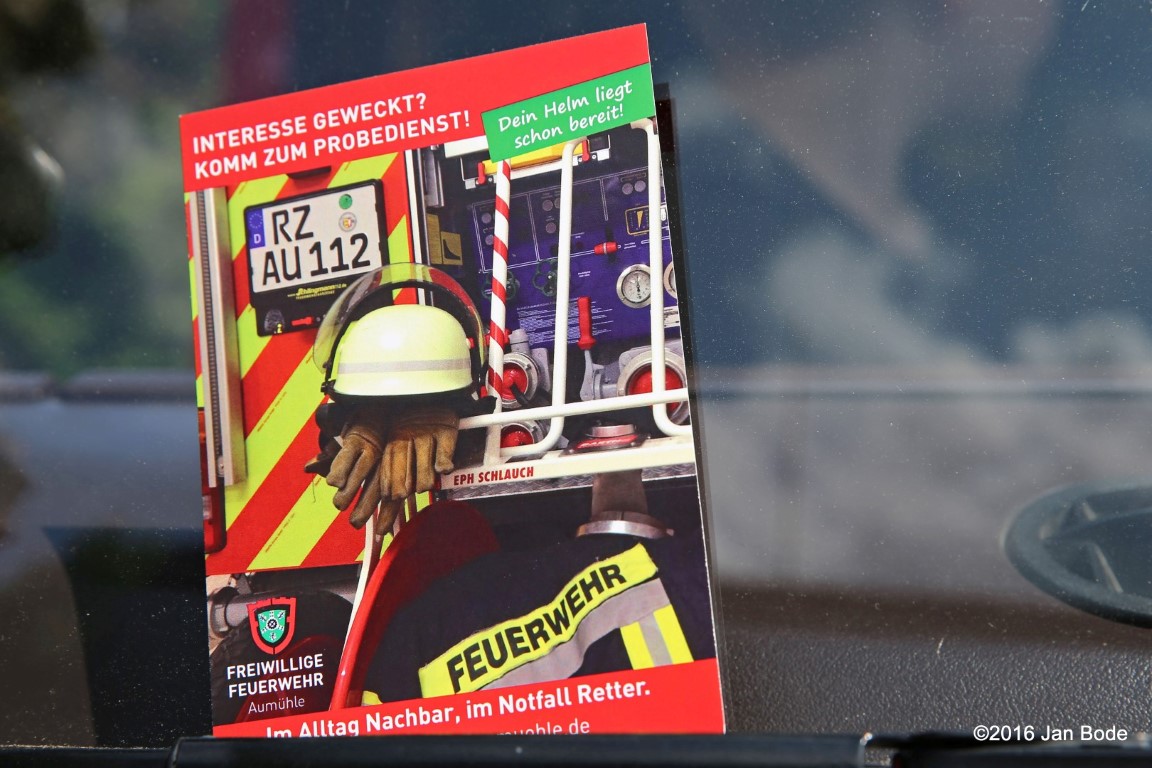 INTERESSE GEWECKT?
KOMM ZUM PROBEDIENST!
Dein Helm liegt
schon bereit!
D
RZ
AU 112
EPH SCHLAUCH
FEUERWEHR
FREIWILLIGE
FEUERWEHR
Aumühle
Im Alltag Nachbar, im Notfall Retter.
©2016 Jan Bode